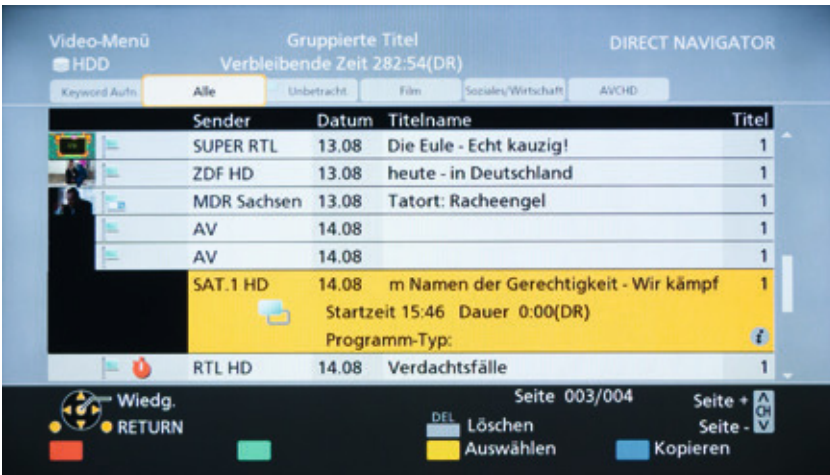 Video-Menü Gruppierte Titel DIRECT NAVIGATOR
HDD Verbleibende Zeit 282:54(DR)
Keyword Aufn. Alle Unbetracht. Film Soziales/Wirtschaft AVCHD
Sender Datum Titelname Titel
SUPER RTL 13.08 Die Eule - Echt kauzig! 1
ZDF HD 13.08 heute - in Deutschland 1
MDR Sachsen 13.08 Tatort: Racheengel 1
AV 14.08 1
AV 14.08 1
SAT.1 HD 14.08 m Namen der Gerechtigkeit - Wir kämpf 1
Startzeit 15:46 Dauer 0:00(DR)
Programm-Typ: i
RTL HD 14.08 Verdachtsfälle 1
Wiedg. Seite 003/004 Seite + CH
RETURN DEL Löschen Seite -
Auswählen Kopieren